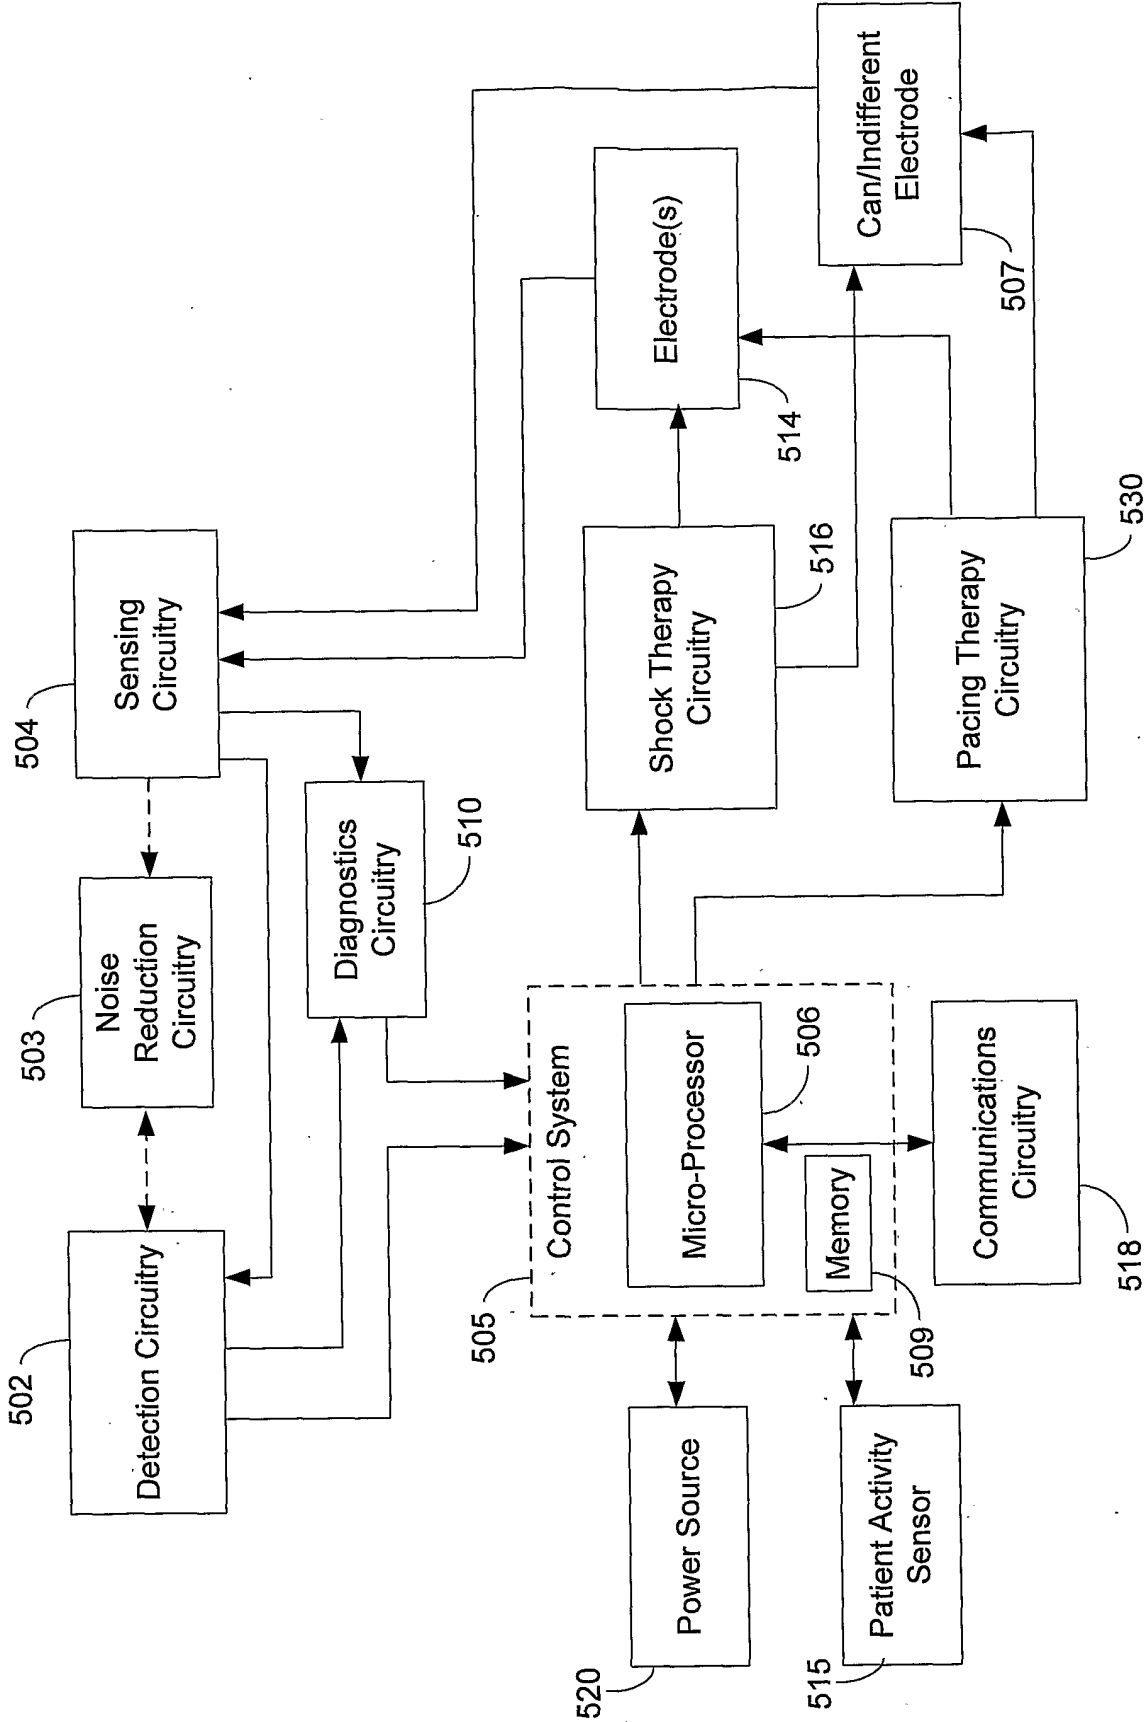 502
Detection Circuitry
503
Noise
Reduction
Circuitry
504
Sensing
Circuitry
Diagnostics
Circuitry
510
505
Control System
Micro-Processor
506
Memory
509
520
Power Source
515
Patient Activity
Sensor
Communications
Circuitry
518
Shock Therapy
Circuitry
516
Pacing Therapy
Circuitry
530
Electrode(s)
514
Can/Indifferent
Electrode
507